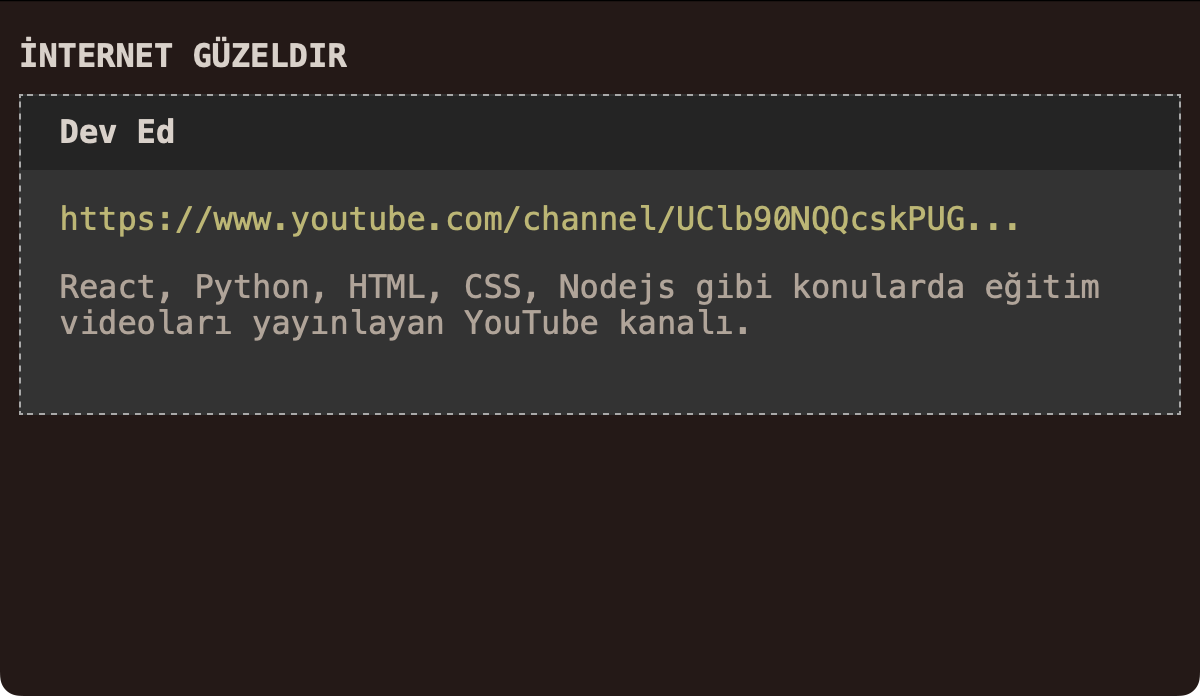 İNTERNET GÜZELDIR
Dev Ed
https://www.youtube.com/channel/UClb90NQQcskPUG...
React, Python, HTML, CSS, Nodejs gibi konularda eğitim
videoları yayınlayan YouTube kanalı.